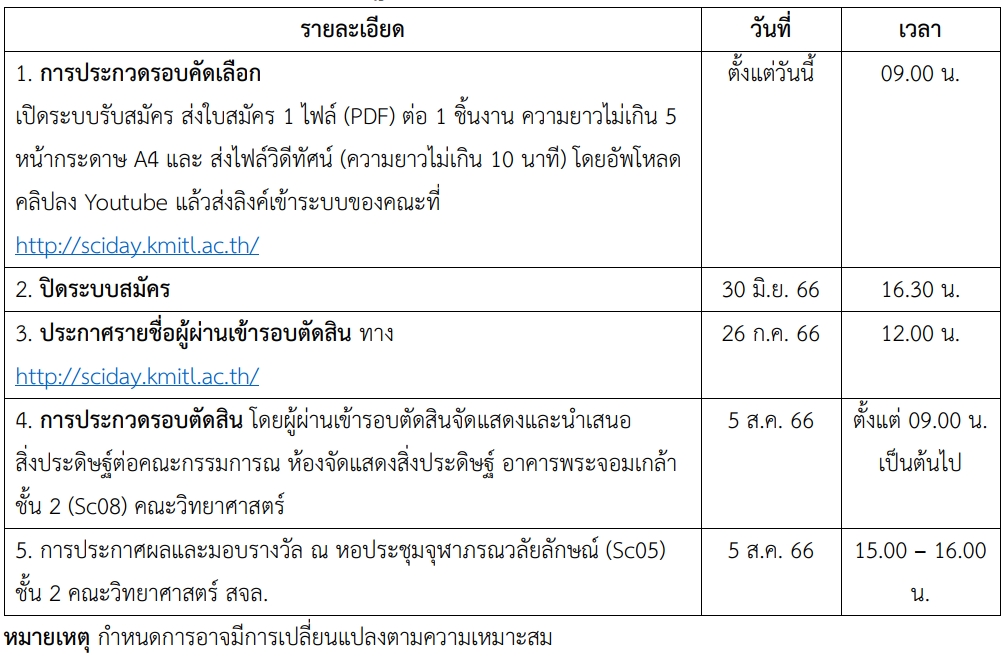 รายละเอียด วันที่ เวลา
1. การประกวดรอบคัดเลือก ตั้งแต่วันนี้ 09.00 น.
เปิดระบบรับสมัคร ส่งใบสมัคร 1 ไฟล์ (PDF) ต่อ 1 ชิ้นงาน ความยาวไม่เกิน 5
หน้ากระดาษ A4 และ ส่งไฟล์วิดีทัศน์ (ความยาวไม่เกิน 10 นาที) โดยอัพโหลด
คลิปลง Youtube แล้วส่งลิงค์เข้าระบบของคณะที่
http://sciday.kmitl.ac.th/
2. ปิดระบบสมัคร 30 มิ.ย. 66 16.30 น.
3. ประกาศรายชื่อผู้ผ่านเข้ารอบตัดสิน ทาง 26 ก.ค. 66 12.00 น.
http://sciday.kmitl.ac.th/
4. การประกวดรอบตัดสิน โดยผู้ผ่านเข้ารอบตัดสินจัดแสดงและนำเสนอ 5 ส.ค. 66 ตั้งแต่ 09.00 น.
สิ่งประดิษฐ์ต่อคณะกรรมการณ ห้องจัดแสดงสิ่งประดิษฐ์ อาคารพระจอมเกล้า เป็นต้นไป
ชั้น 2 (Sc08) คณะวิทยาศาสตร์
5. การประกาศผลและมอบรางวัล ณ หอประชุมจุฬาภรณวลัยลักษณ์ (Sc05) 5 ส.ค. 66 15.00 – 16.00
ชั้น 2 คณะวิทยาศาสตร์ สจล. น.
หมายเหตุ กำหนดการอาจมีการเปลี่ยนแปลงตามความเหมาะสม